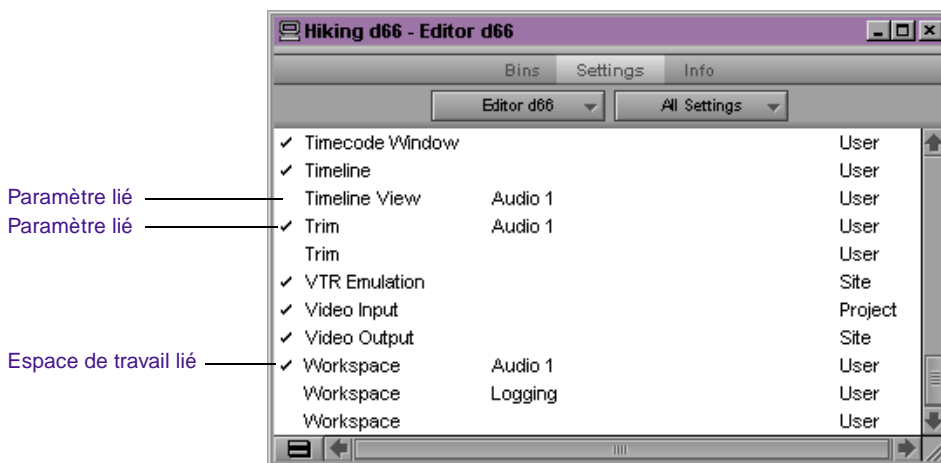 Hiking d66 - Editor d66
Bins Settings Info
Editor d66 All Settings
✓ Timecode Window User
✓ Timeline User
Paramètre lié Timeline View Audio 1 User
Paramètre lié ✓ Trim Audio 1 User
Trim User
✓ VTR Emulation Site
✓ Video Input Project
✓ Video Output Site
Espace de travail lié ✓ Workspace Audio 1 User
Workspace Logging User
Workspace User